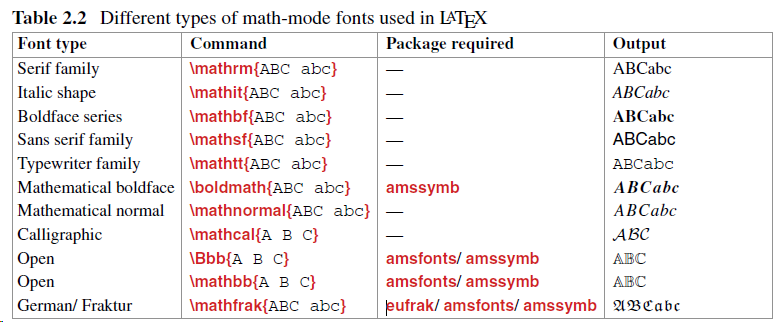 Table 2.2 Different types of math-mode fonts used in LATEX
Font type Command Package required Output
Serif family \mathrm{ABC abc} — ABCabc
Italic shape \mathit{ABC abc} — ABCabc
Boldface series \mathbf{ABC abc} — ABCabc
Sans serif family \mathsf{ABC abc} — ABCabc
Typewriter family \mathtt{ABC abc} — ABCabc
Mathematical boldface \boldmath{ABC abc} amssymb ABCabc
Mathematical normal \mathnormal{ABC abc} — ABCabc
Calligraphic \mathcal{A B C} — 𝒜ℬ𝒞
Open \Bbb{A B C} amsfonts/ amssymb 𝔸𝔹ℂ
Open \mathbb{A B C} amsfonts/ amssymb 𝔸𝔹ℂ
German/ Fraktur \mathfrak{ABC abc} eufrak/ amsfonts/ amssymb 𝔄𝔅ℭ𝔞𝔟𝔠